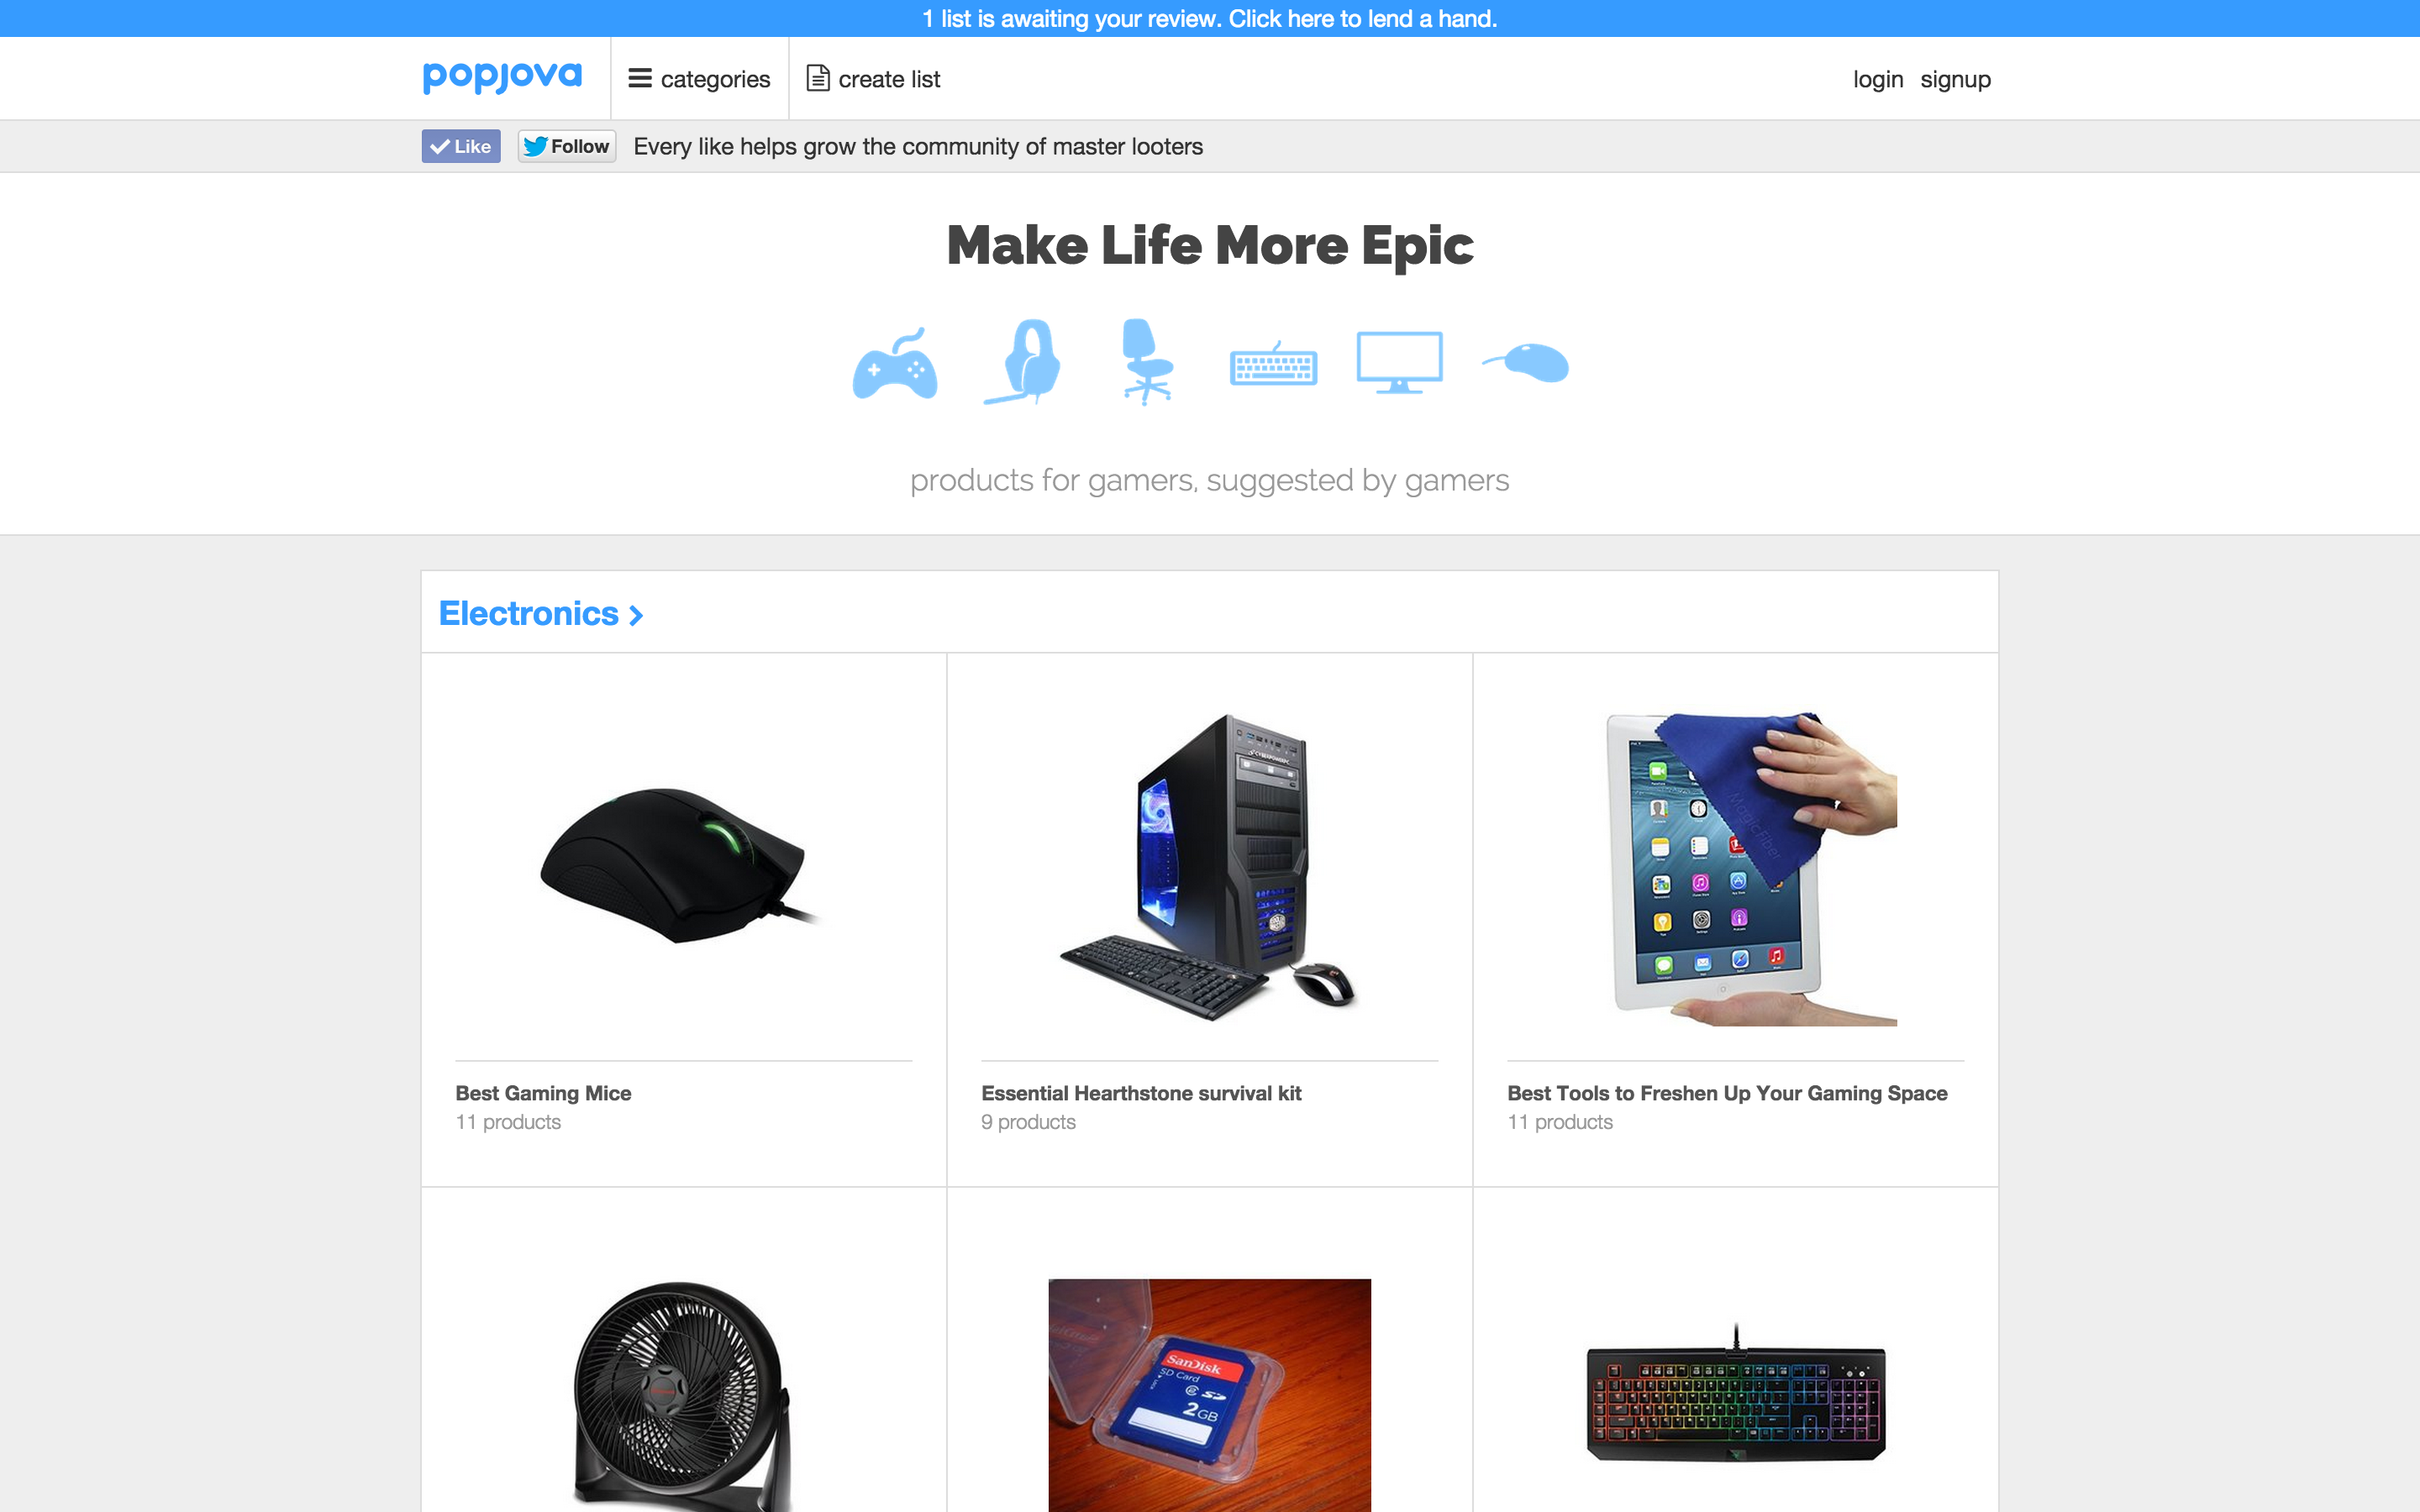 1 list is awaiting your review. Click here to lend a hand.
popjova
categories
create list
login
signup
Like
Follow
Every like helps grow the community of master looters
Make Life More Epic
products for gamers, suggested by gamers
Electronics
MagicFiber
CYBERPOWERPC
Best Gaming Mice
11 products
Essential Hearthstone survival kit
9 products
Best Tools to Freshen Up Your Gaming Space
11 products
SanDisk
SD Card
2GB